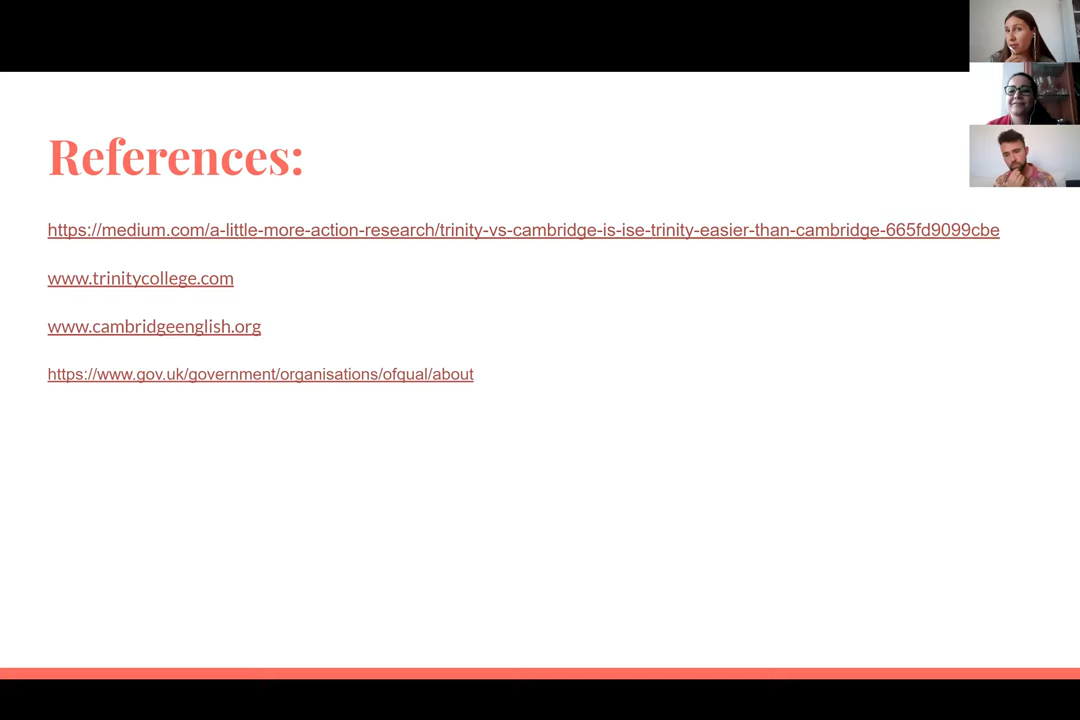 References:
https://medium.com/a-little-more-action-research/trinity-vs-cambridge-is-ise-trinity-easier-than-cambridge-665fd9099cbe
www.trinitycollege.com
www.cambridgeenglish.org
https://www.gov.uk/government/organisations/ofqual/about